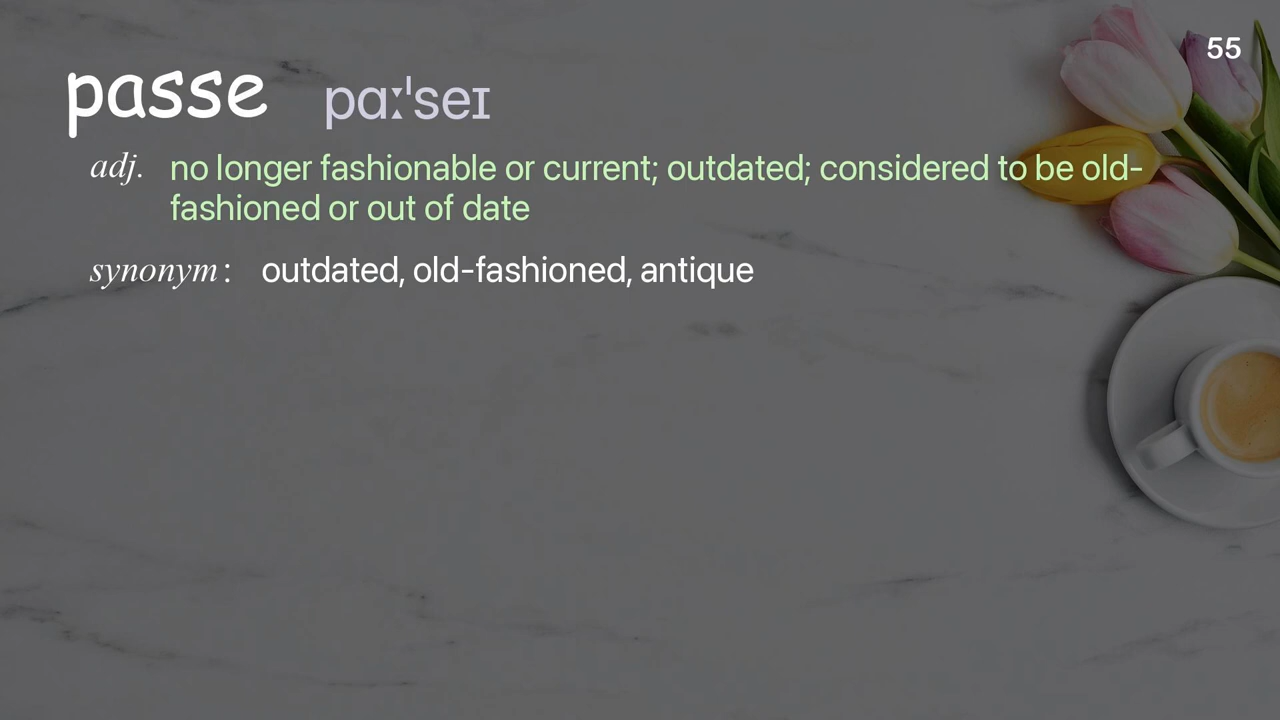 55
passe pɑːˈseɪ
adj. no longer fashionable or current; outdated; considered to be old-
fashioned or out of date
synonym: outdated, old-fashioned, antique